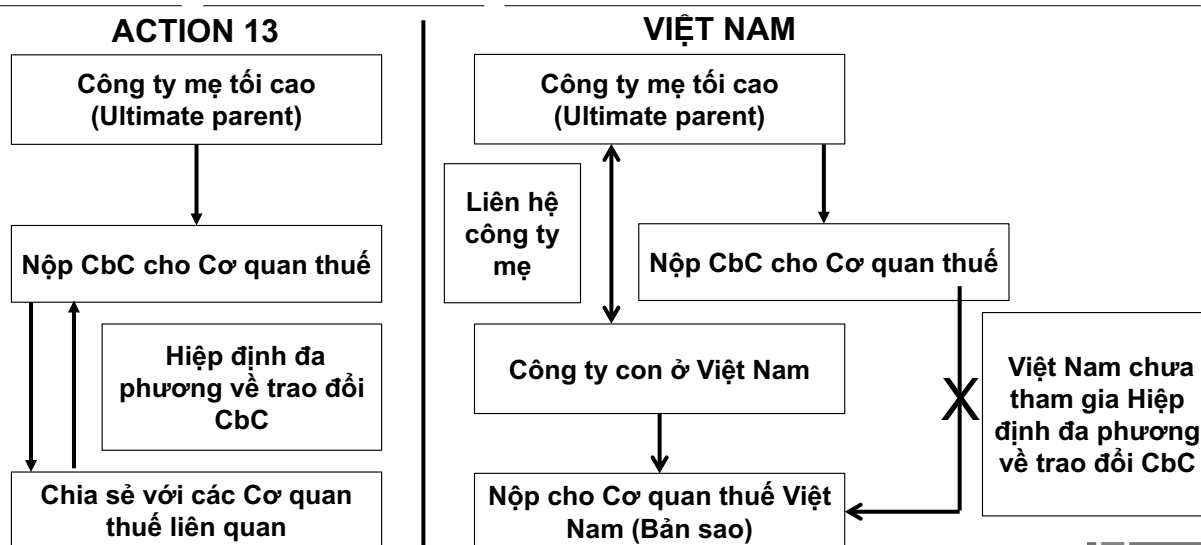 ACTION 13
Công ty mẹ tối cao
(Ultimate parent)
Nộp CbC cho Cơ quan thuế
Hiệp định đa
phương về trao đổi
CbC
Chia sẻ với các Cơ quan
thuế liên quan
VIỆT NAM
Công ty mẹ tối cao
(Ultimate parent)
Liên hệ
công ty
mẹ
Nộp CbC cho Cơ quan thuế
Công ty con ở Việt Nam
X
Việt Nam chưa
tham gia Hiệp
định đa phương
về trao đổi CbC
Nộp cho Cơ quan thuế Việt
Nam (Bản sao)